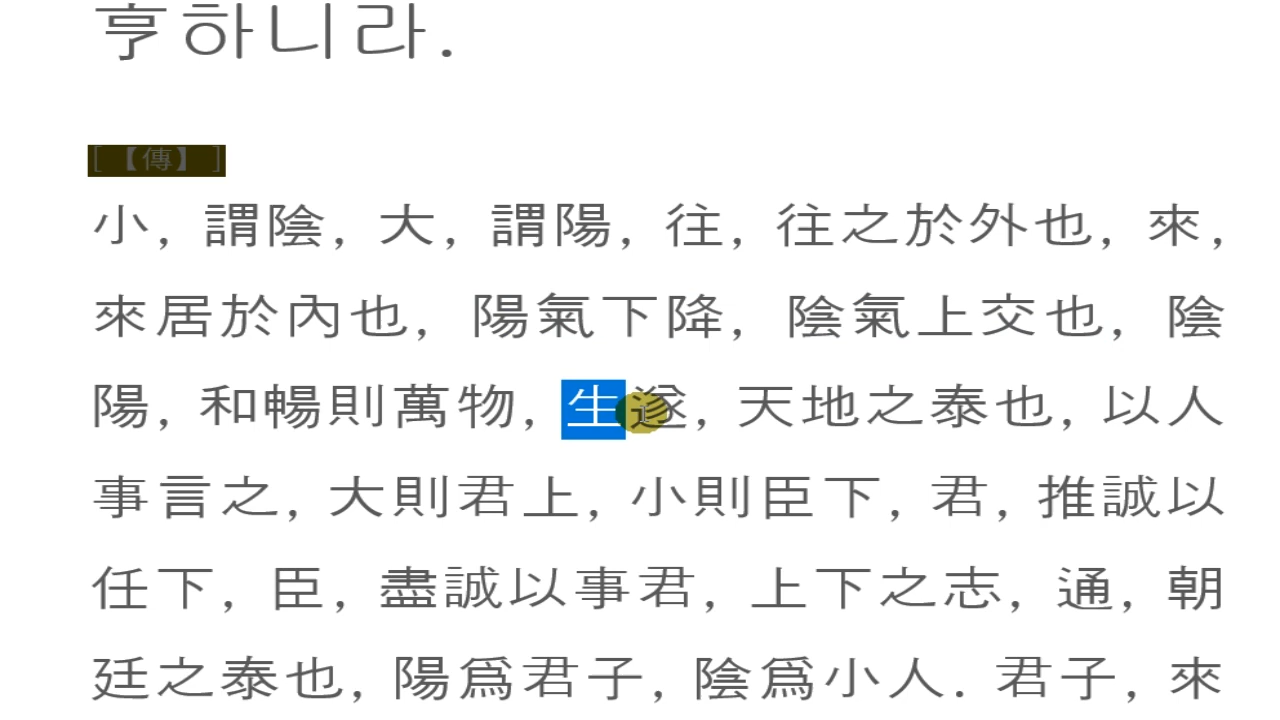 亨하니라.
[ 【傳】 ]
小, 謂陰, 大, 謂陽, 往, 往之於外也, 來,
來居於內也, 陽氣下降, 陰氣上交也, 陰
陽, 和暢則萬物, 生遂, 天地之泰也, 以人
事言之, 大則君上, 小則臣下, 君, 推誠以
任下, 臣, 盡誠以事君, 上下之志, 通, 朝
廷之泰也, 陽爲君子, 陰爲小人. 君子, 來